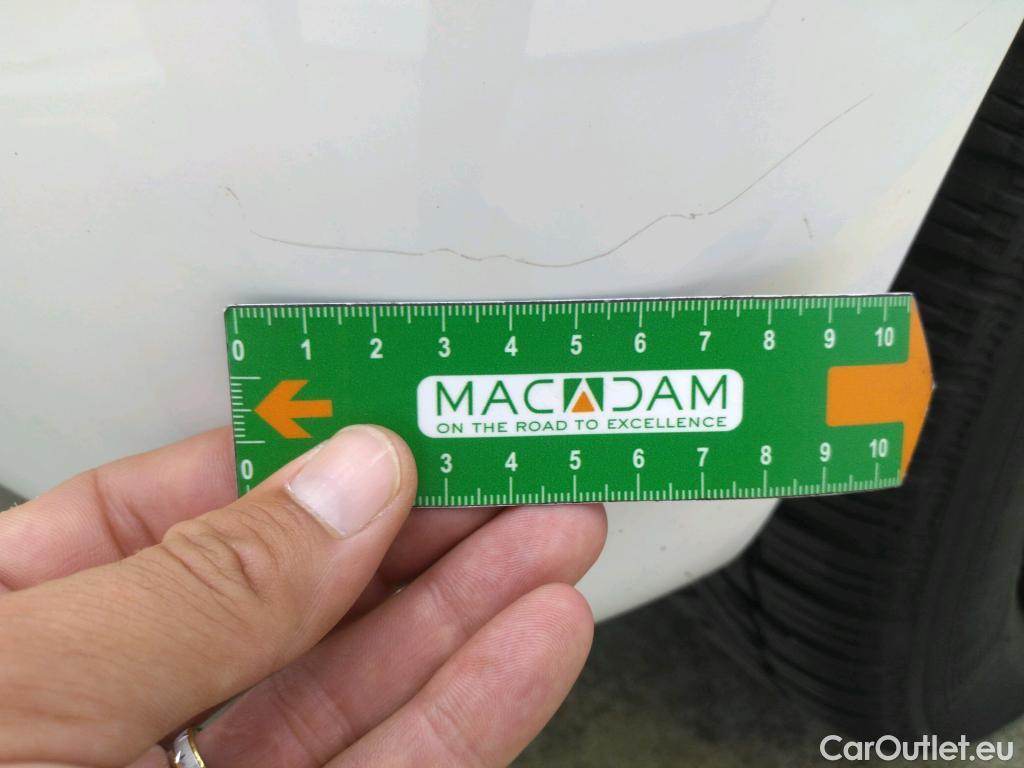 0 1 2 3 4 5 6 7 8 9 10
MACADAM
ON THE ROAD TO EXCELLENCE
0 3 4 5 6 7 8 9 10
CarOutlet.eu